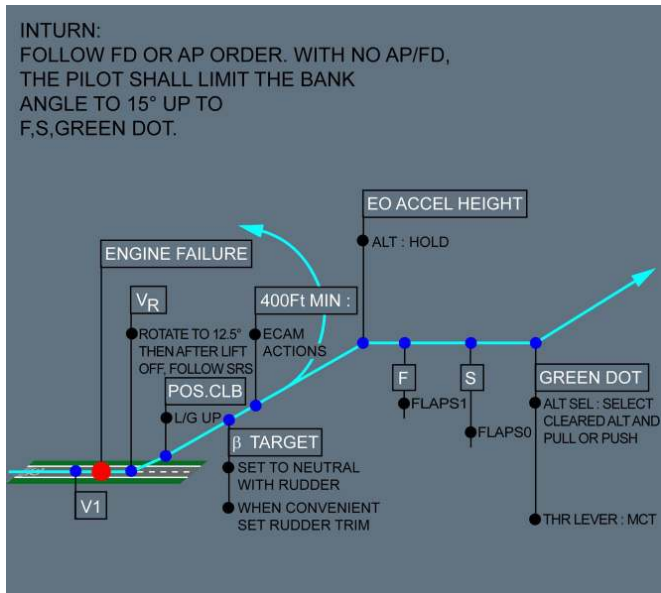 INTURN:
FOLLOW FD OR AP ORDER. WITH NO AP/FD,
THE PILOT SHALL LIMIT THE BANK
ANGLE TO 15° UP TO
F,S,GREEN DOT.
EO ACCEL HEIGHT
ALT : HOLD
ENGINE FAILURE
VR
400Ft MIN :
ROTATE TO 12.5°
THEN AFTER LIFT
OFF, FOLLOW SRS
ECAM
ACTIONS
POS.CLB
L/G UP
F
FLAPS1
S
FLAPS0
GREEN DOT
ALT SEL : SELECT
CLEARED ALT AND
PULL OR PUSH
β TARGET
SET TO NEUTRAL
WITH RUDDER
WHEN CONVENIENT
SET RUDDER TRIM
V1
THR LEVER : MCT